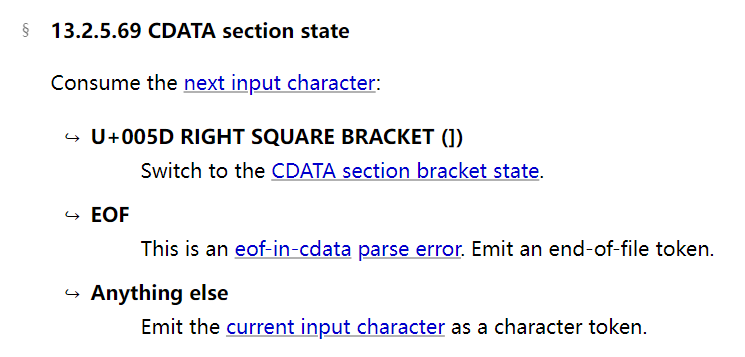 § 13.2.5.69 CDATA section state
Consume the next input character:
↪ U+005D RIGHT SQUARE BRACKET (])
Switch to the CDATA section bracket state.
↪ EOF
This is an eof-in-cdata parse error. Emit an end-of-file token.
↪ Anything else
Emit the current input character as a character token.